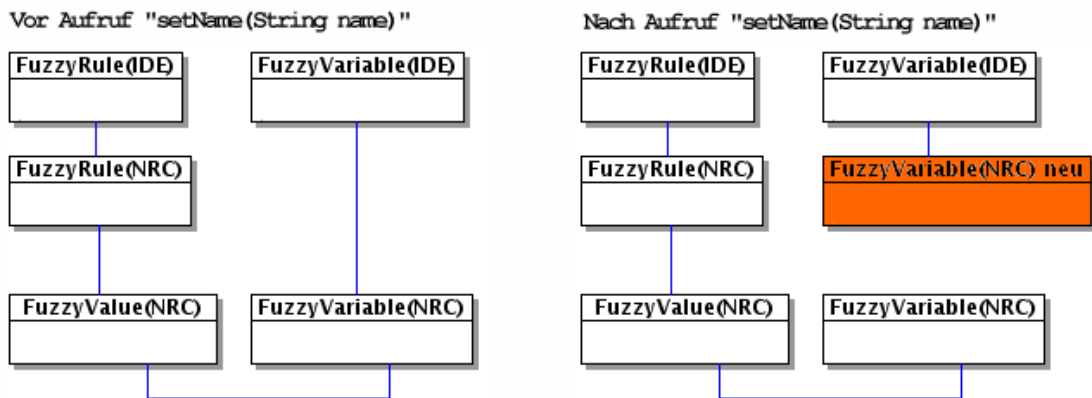 Vor Aufruf "setName(String name)"
FuzzyRule(IDE)
FuzzyVariable(IDE)
FuzzyRule(NRC)
FuzzyValue(NRC)
FuzzyVariable(NRC)
Nach Aufruf "setName(String name)"
FuzzyRule(IDE)
FuzzyVariable(IDE)
FuzzyRule(NRC)
FuzzyVariable(NRC) neu
FuzzyValue(NRC)
FuzzyVariable(NRC)